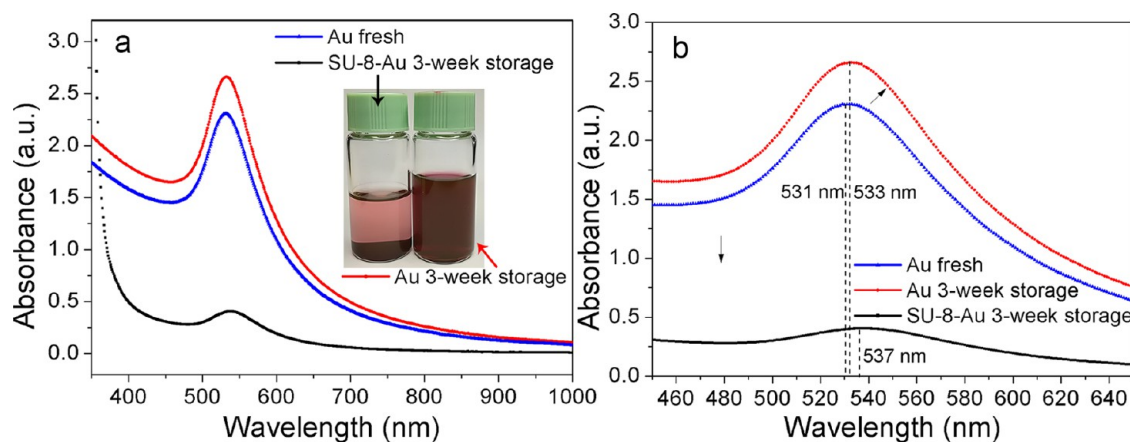 a
Au fresh
SU-8-Au 3-week storage
Au 3-week storage
3.0
2.5
2.0
1.5
1.0
0.5
0.0
Absorbance (a.u.)
400 500 600 700 800 900 1000
Wavelength (nm)
b
531 nm
533 nm
Au fresh
Au 3-week storage
SU-8-Au 3-week storage
537 nm
3.0
2.5
2.0
1.5
1.0
0.5
0.0
Absorbance (a.u.)
460 480 500 520 540 560 580 600 620 640
Wavelength (nm)